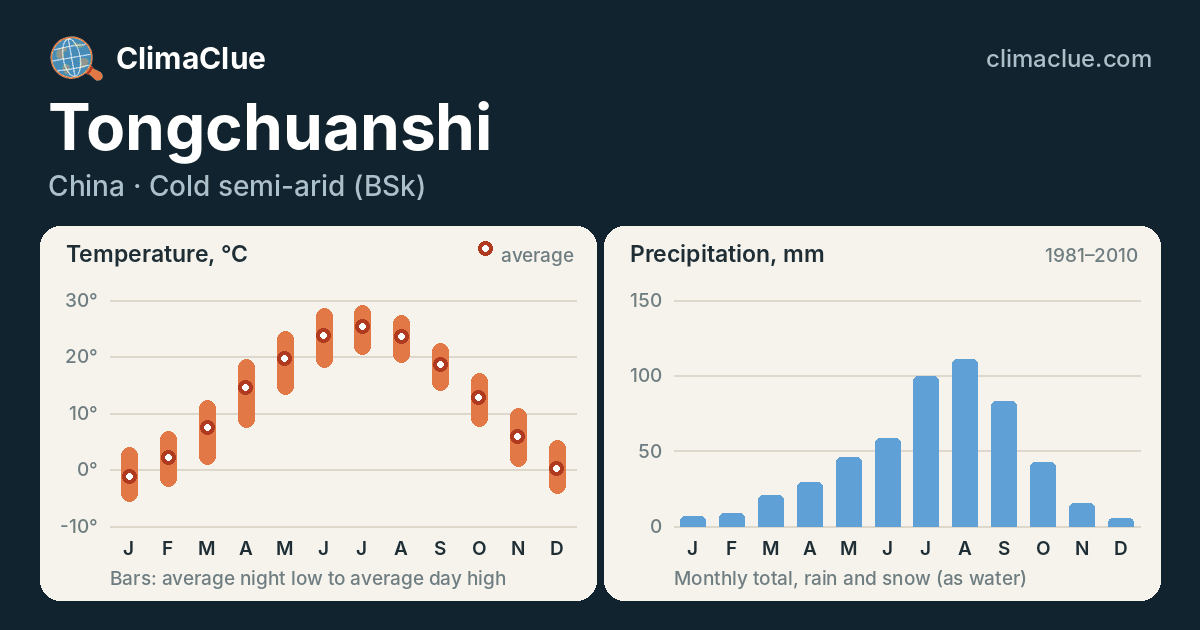 ClimaClue
climaclue.com
Tongchuanshi
China · Cold semi-arid (BSk)
Temperature, °C
average
30°
20°
10°
0°
-10°
J F M A M J J A S O N D
Bars: average night low to average day high
Precipitation, mm
1981–2010
150
100
50
0
J F M A M J J A S O N D
Monthly total, rain and snow (as water)